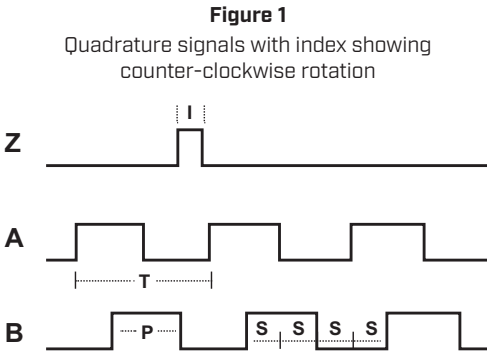 Figure 1
Quadrature signals with index showing
counter-clockwise rotation
I
Z
A
T
B
P
S S S S